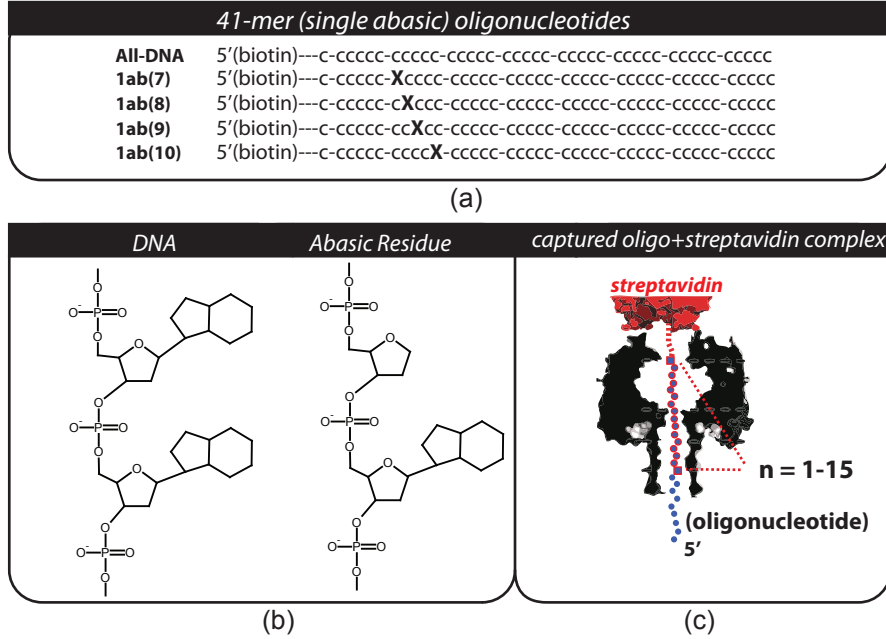 41-mer (single abasic) oligonucleotides
All-DNA 5′(biotin)---c-ccccc-ccccc-ccccc-ccccc-ccccc-ccccc-ccccc-ccccc
1ab(7) 5′(biotin)---c-ccccc-Xcccc-ccccc-ccccc-ccccc-ccccc-ccccc-ccccc
1ab(8) 5′(biotin)---c-ccccc-cXccc-ccccc-ccccc-ccccc-ccccc-ccccc-ccccc
1ab(9) 5′(biotin)---c-ccccc-ccXcc-ccccc-ccccc-ccccc-ccccc-ccccc-ccccc
1ab(10) 5′(biotin)---c-ccccc-ccccX-ccccc-ccccc-ccccc-ccccc-ccccc-ccccc
(a)
DNA
O
O⁻ P O
O
O
O
O⁻ P O
O
O
O
O⁻ P O
O
Abasic Residue
O
O⁻ P O
O
O
O
O⁻ P O
O
O
O
O⁻ P O
O
(b)
captured oligo+streptavidin complex
streptavidin
n = 1-15
(oligonucleotide)
5′
(c)